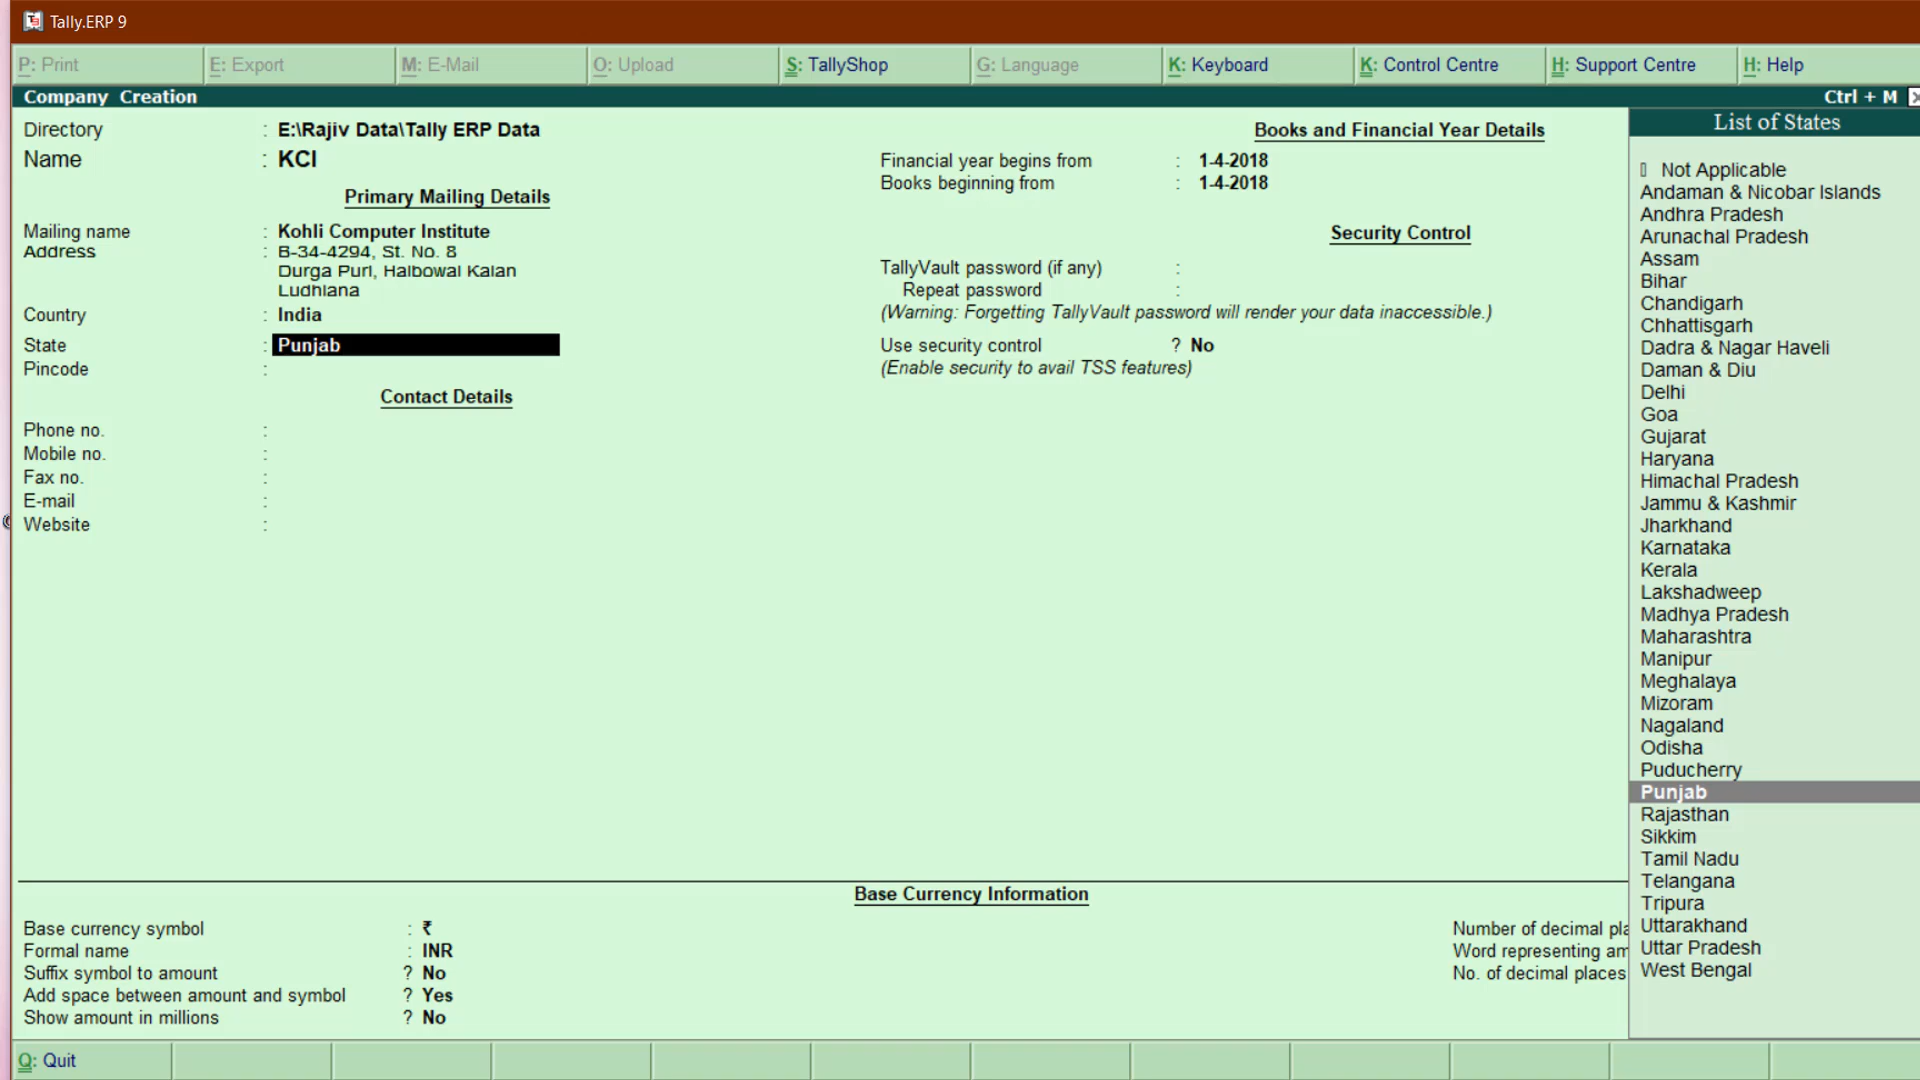 Tally.ERP 9
P: Print E: Export M: E-Mail O: Upload S: TallyShop G: Language K: Keyboard K: Control Centre H: Support Centre H: Help
Company Creation Ctrl + M
Directory : E:\Rajiv Data\Tally ERP Data
Name : KCI
Primary Mailing Details
Mailing name : Kohli Computer Institute
Address : B-34-4294, St. No. 8
Durga Puri, Haibowal Kalan
Ludhiana
Country : India
State : Punjab
Pincode :
Contact Details
Phone no. :
Mobile no. :
Fax no. :
E-mail :
Website :
Books and Financial Year Details
Financial year begins from : 1-4-2018
Books beginning from : 1-4-2018
Security Control
TallyVault password (if any) :
Repeat password :
(Warning: Forgetting TallyVault password will render your data inaccessible.)
Use security control ? No
(Enable security to avail TSS features)
List of States
Not Applicable
Andaman & Nicobar Islands
Andhra Pradesh
Arunachal Pradesh
Assam
Bihar
Chandigarh
Chhattisgarh
Dadra & Nagar Haveli
Daman & Diu
Delhi
Goa
Gujarat
Haryana
Himachal Pradesh
Jammu & Kashmir
Jharkhand
Karnataka
Kerala
Lakshadweep
Madhya Pradesh
Maharashtra
Manipur
Meghalaya
Mizoram
Nagaland
Odisha
Puducherry
Punjab
Rajasthan
Sikkim
Tamil Nadu
Telangana
Tripura
Uttarakhand
Uttar Pradesh
West Bengal
Base Currency Information
Base currency symbol : ₹
Formal name : INR
Suffix symbol to amount ? No
Add space between amount and symbol ? Yes
Show amount in millions ? No
Number of decimal pla
Word representing am
No. of decimal places
Q: Quit